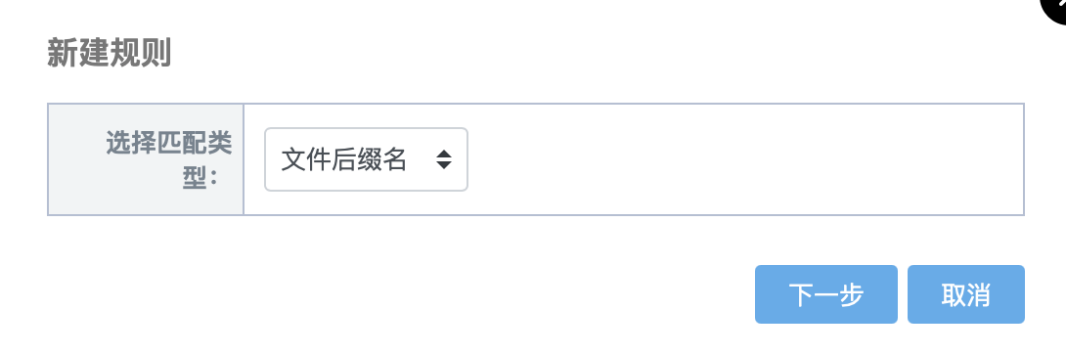 新建规则
选择匹配类
型：
文件后缀名
下一步
取消